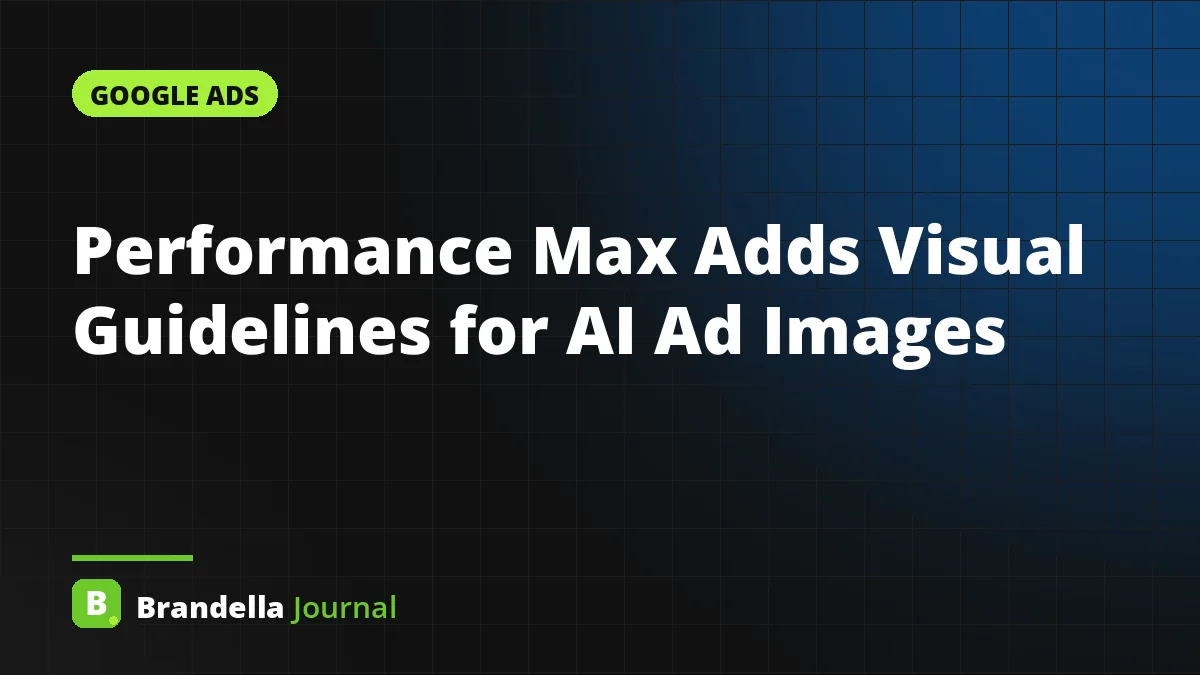 GOOGLE ADS
Performance Max Adds Visual
Guidelines for AI Ad Images
B
Brandella Journal